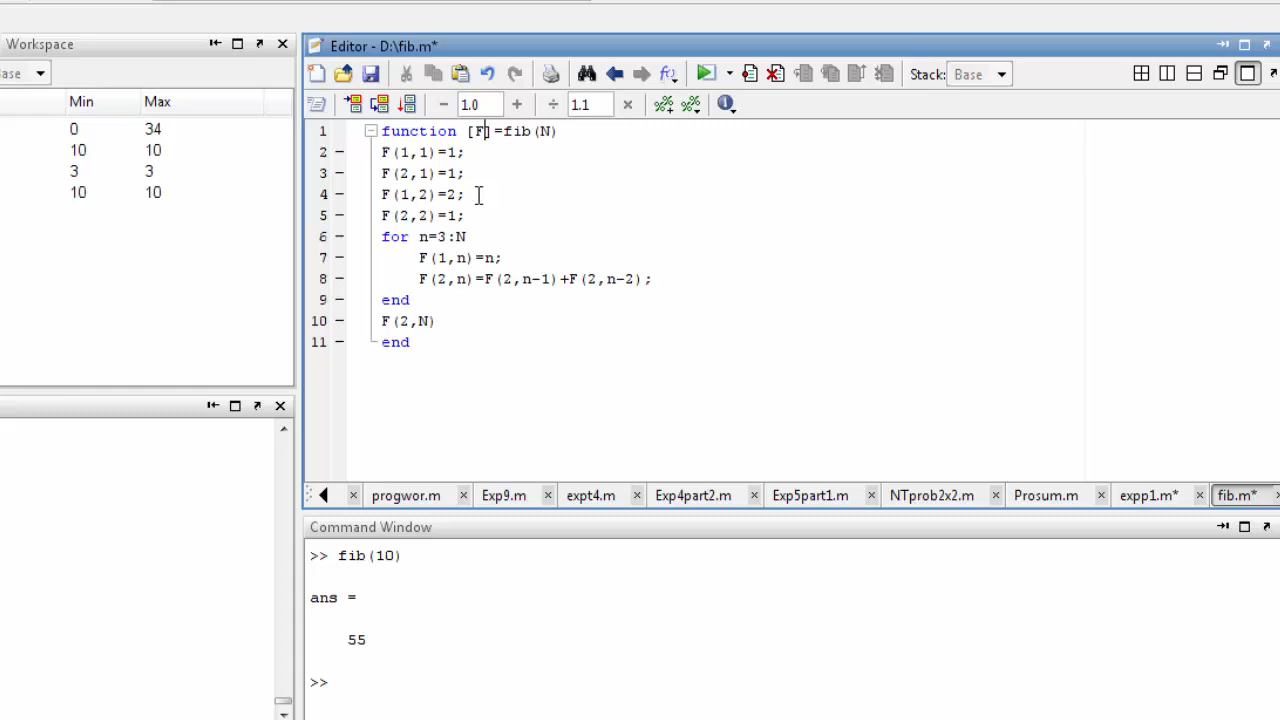 Workspace
ase
Min Max
0 34
10 10
3 3
10 10
Editor - D:\fib.m*
1.0
1.1
Stack: Base
1 function [F]=fib(N)
2 F(1,1)=1;
3 F(2,1)=1;
4 F(1,2)=2;
5 F(2,2)=1;
6 for n=3:N
7 F(1,n)=n;
8 F(2,n)=F(2,n-1)+F(2,n-2);
9 end
10 F(2,N)
11 end
progwor.m Exp9.m expt4.m Exp4part2.m Exp5part1.m NTprob2x2.m Prosum.m expp1.m* fib.m*
Command Window
>> fib(10)
ans =
55
>>